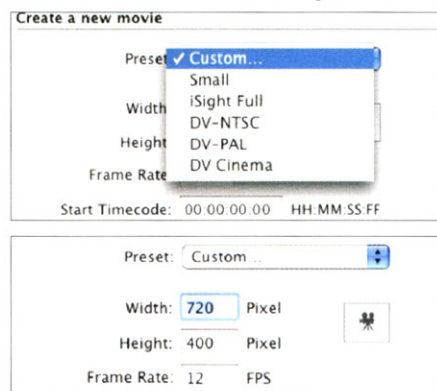 Create a new movie
Preset ✓ Custom...
Small
Width iSight Full
DV-NTSC
Height DV-PAL
Frame Rate DV Cinema
Start Timecode: 00:00:00:00 HH:MM:SS:FF
Preset: Custom...
Width: 720 Pixel
Height: 400 Pixel
Frame Rate: 12 FPS